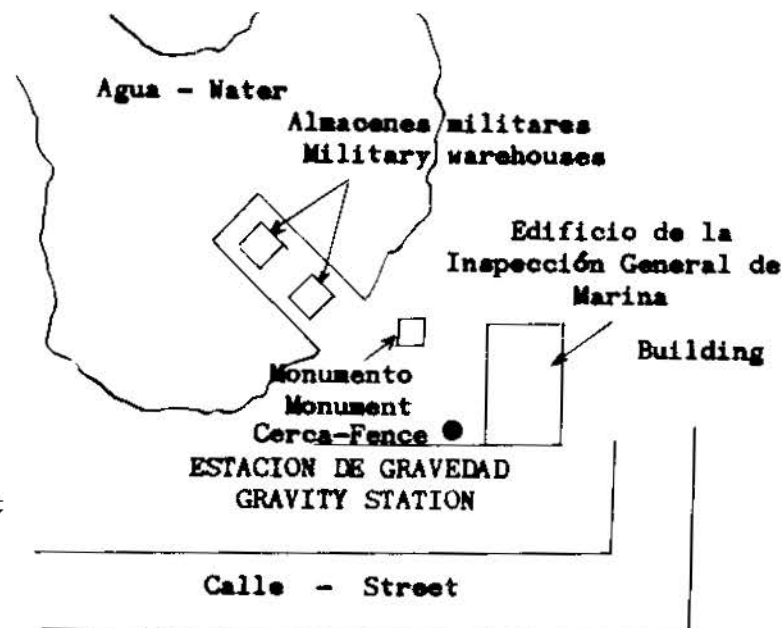 Agua - Water
Almacenes militares
Military warehouses
Edificio de la
Inspección General de
Marina
Building
Monumento
Monument
Cerca-Fence
ESTACION DE GRAVEDAD
GRAVITY STATION
Calle - Street